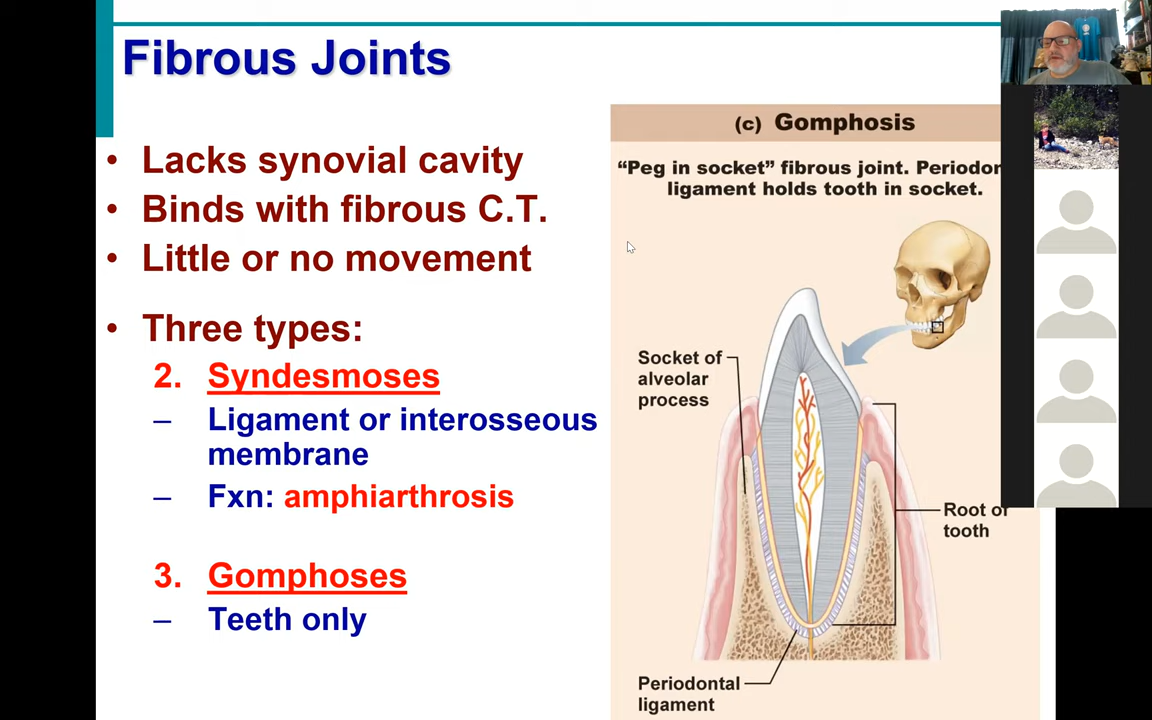 Fibrous Joints
• Lacks synovial cavity
• Binds with fibrous C.T.
• Little or no movement
• Three types:
2. Syndesmoses
– Ligament or interosseous
membrane
– Fxn: amphiarthrosis
3. Gomphoses
– Teeth only
(c) Gomphosis
“Peg in socket” fibrous joint. Periodon
ligament holds tooth in socket.
Socket of
alveolar
process
Root of
tooth
Periodontal
ligament